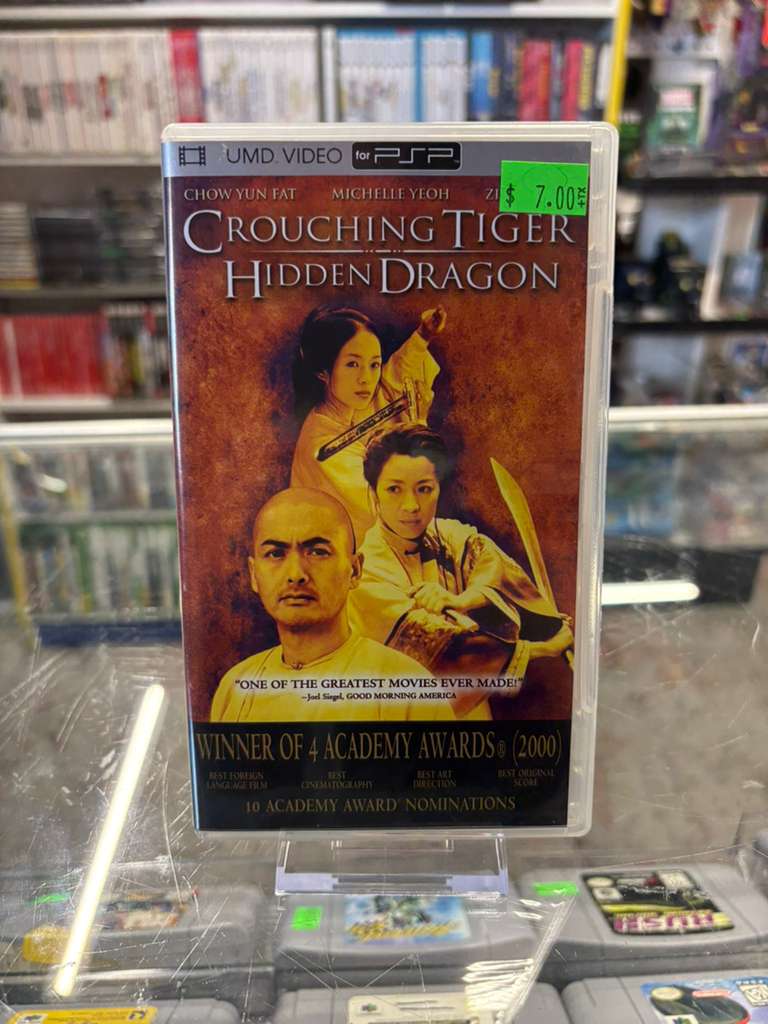 UMD. VIDEO for PSP
$ 7.00 +TX
CHOW YUN FAT MICHELLE YEOH
CROUCHING TIGER
HIDDEN DRAGON
"ONE OF THE GREATEST MOVIES EVER MADE!"
–Joel Siegel, GOOD MORNING AMERICA
WINNER OF 4 ACADEMY AWARDS® (2000)
BEST FOREIGN LANGUAGE FILM
BEST CINEMATOGRAPHY
BEST ART DIRECTION
BEST ORIGINAL SCORE
10 ACADEMY AWARD® NOMINATIONS